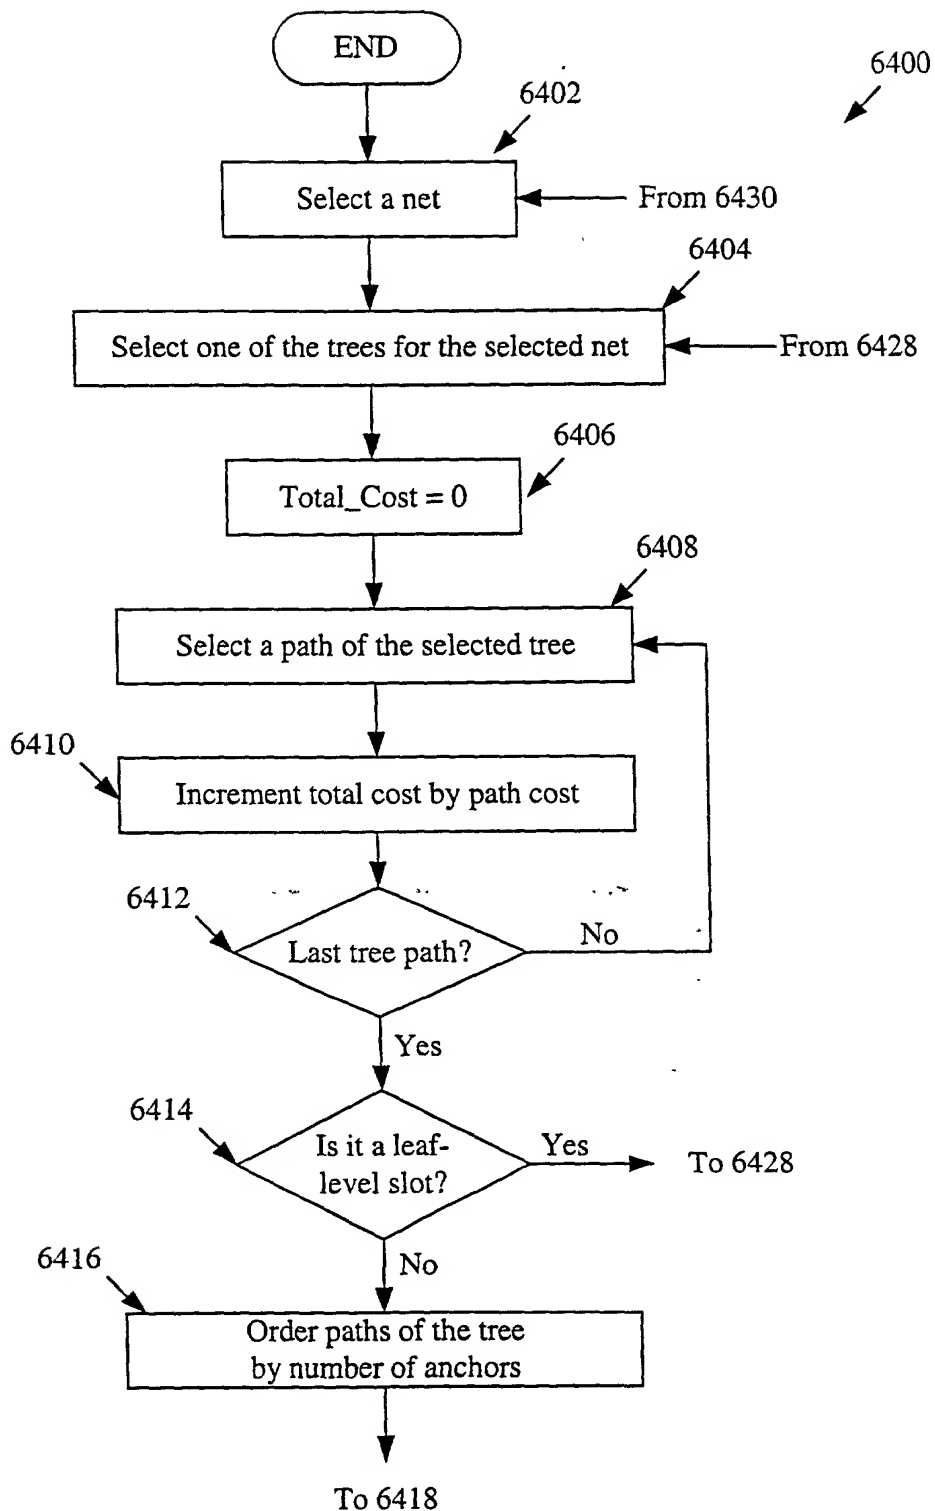 END
6400
6402
Select a net
From 6430
6404
Select one of the trees for the selected net
From 6428
6406
Total_Cost = 0
6408
Select a path of the selected tree
6410
Increment total cost by path cost
6412
Last tree path?
No
Yes
6414
Is it a leaf-
level slot?
Yes
To 6428
No
6416
Order paths of the tree
by number of anchors
To 6418